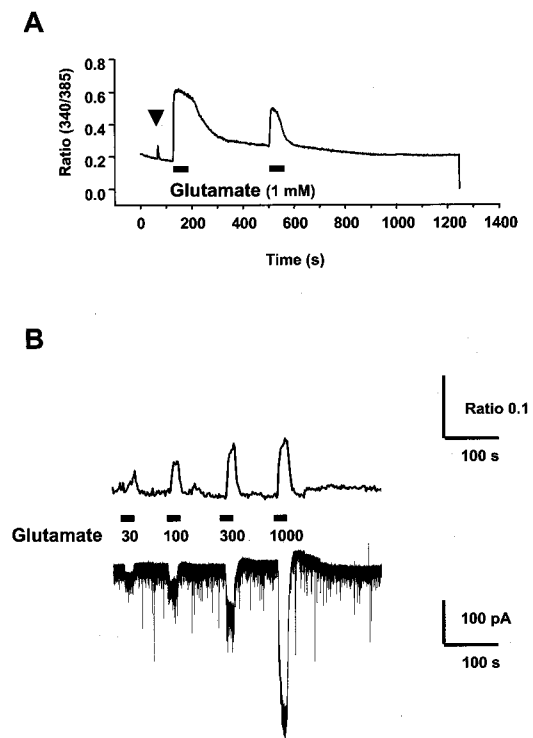 A
Ratio (340/385)
0.8
0.6
0.4
0.2
0.0
Glutamate (1 mM)
0 200 400 600 800 1000 1200 1400
Time (s)
B
Ratio 0.1
100 s
Glutamate 30 100 300 1000
100 pA
100 s